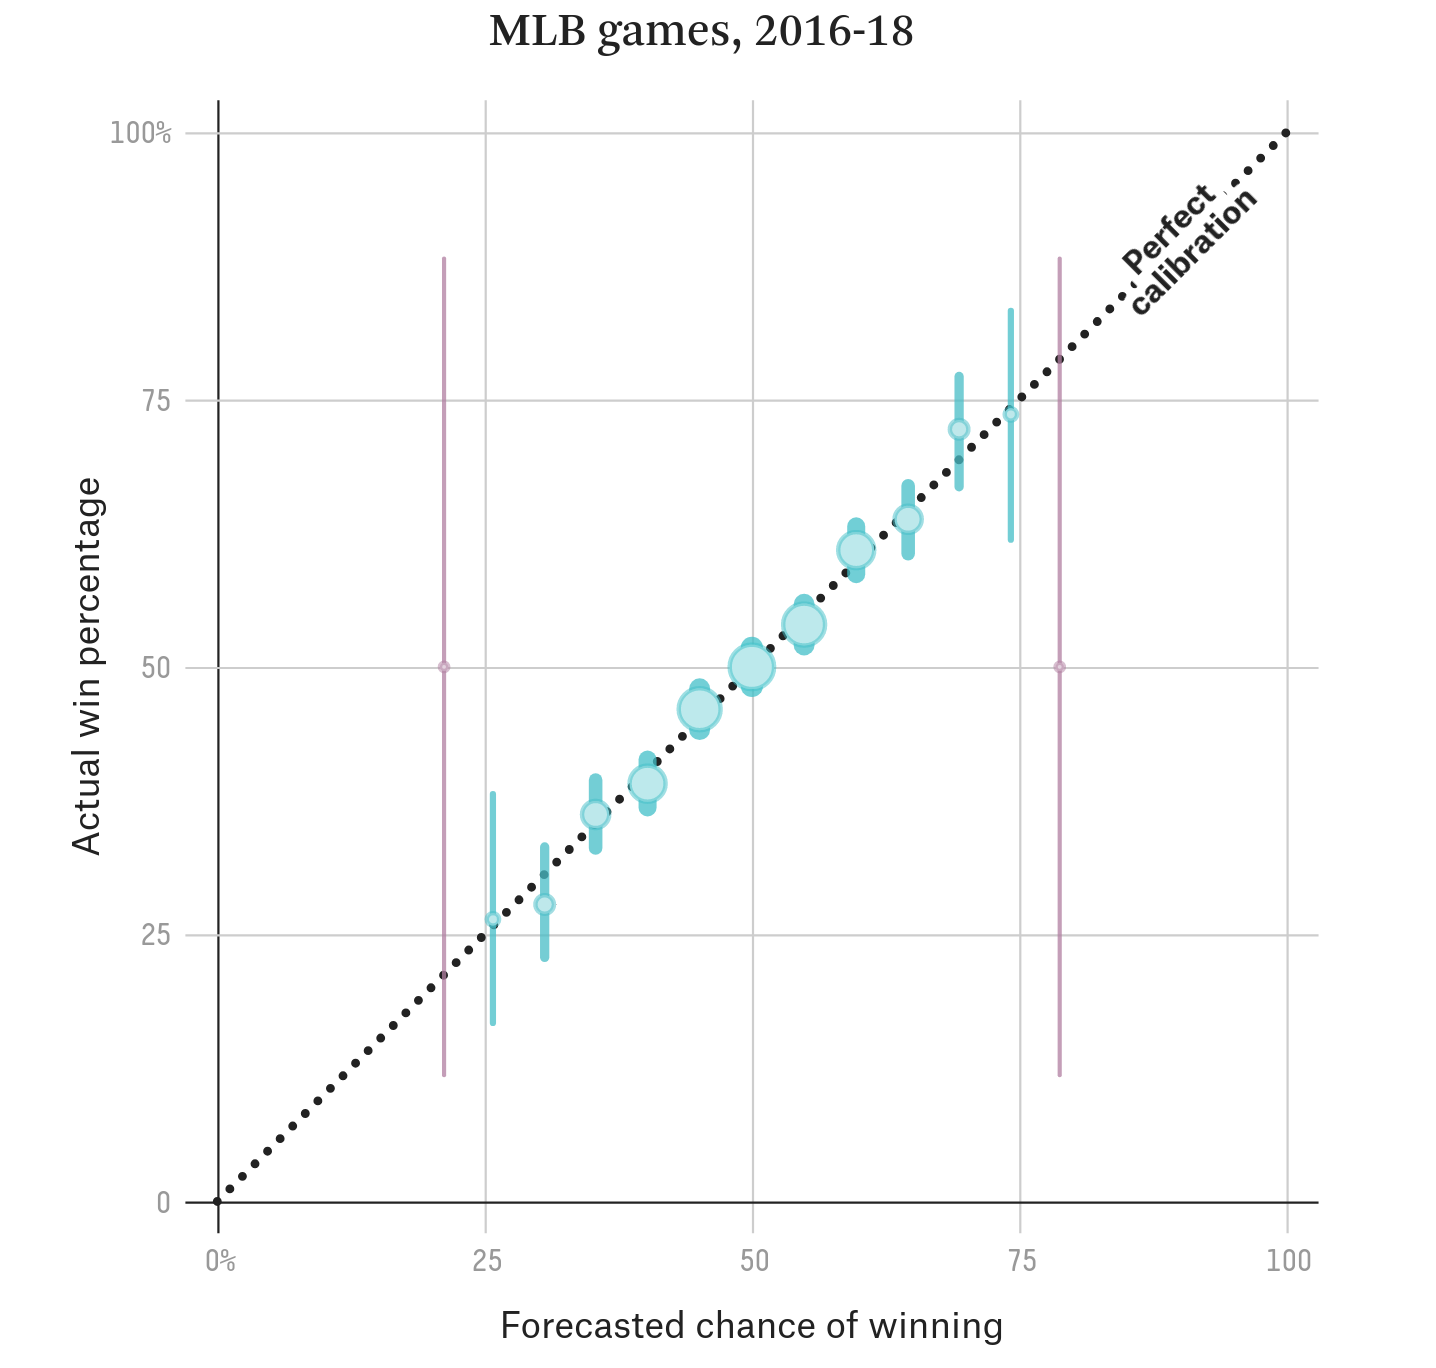 MLB games, 2016-18
100%
75
50
25
0
Actual win percentage
Perfect
calibration
0%
25
50
75
100
Forecasted chance of winning